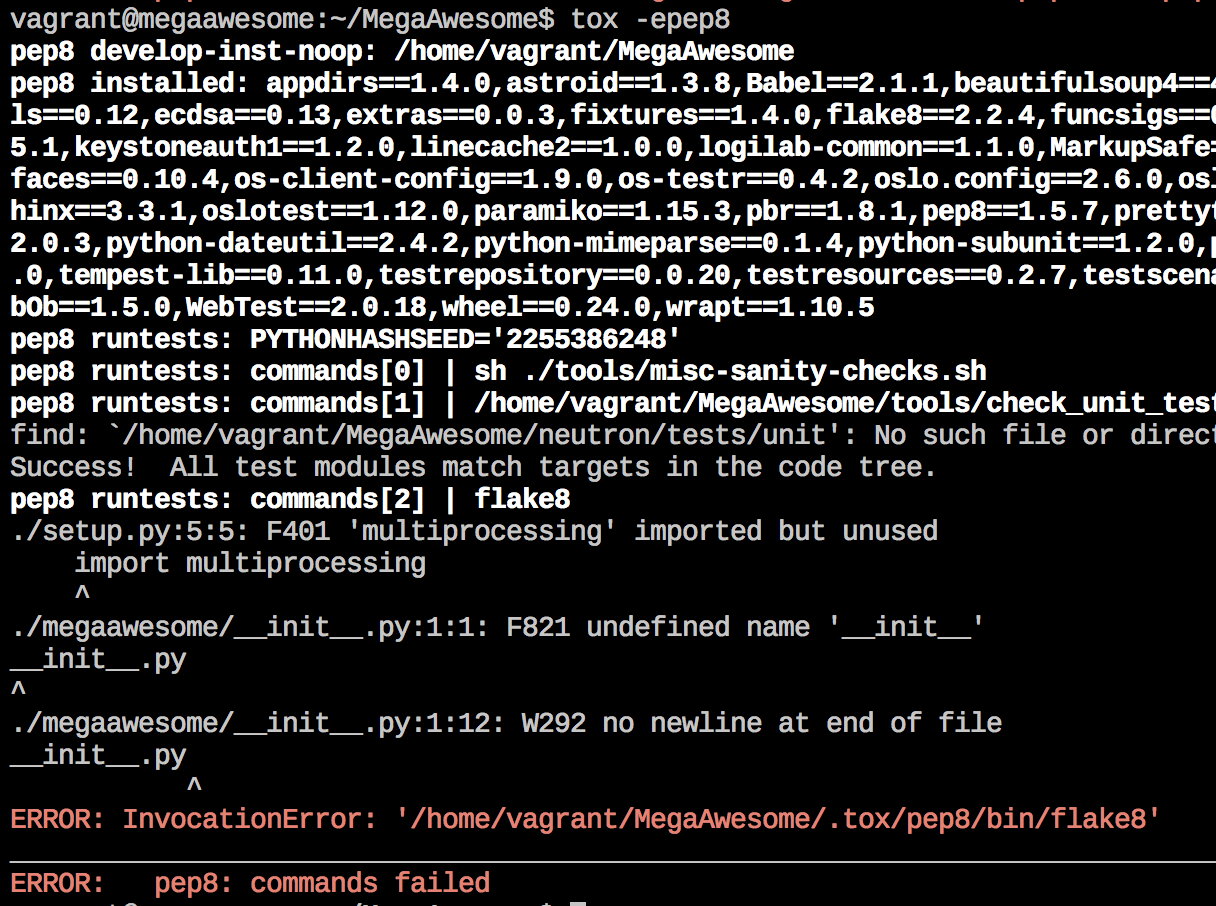 vagrant@megaawesome:~/MegaAwesome$ tox -epep8
pep8 develop-inst-noop: /home/vagrant/MegaAwesome
pep8 installed: appdirs==1.4.0,astroid==1.3.8,Babel==2.1.1,beautifulsoup4==4
ls==0.12,ecdsa==0.13,extras==0.0.3,fixtures==1.4.0,flake8==2.2.4,funcsigs==0
5.1,keystoneauth1==1.2.0,linecache2==1.0.0,logilab-common==1.1.0,MarkupSafe=
faces==0.10.4,os-client-config==1.9.0,os-testr==0.4.2,oslo.config==2.6.0,osl
hinx==3.3.1,oslotest==1.12.0,paramiko==1.15.3,pbr==1.8.1,pep8==1.5.7,prettyt
2.0.3,python-dateutil==2.4.2,python-mimeparse==0.1.4,python-subunit==1.2.0,p
.0,tempest-lib==0.11.0,testrepository==0.0.20,testresources==0.2.7,testscena
bOb==1.5.0,WebTest==2.0.18,wheel==0.24.0,wrapt==1.10.5
pep8 runtests: PYTHONHASHSEED='2255386248'
pep8 runtests: commands[0] | sh ./tools/misc-sanity-checks.sh
pep8 runtests: commands[1] | /home/vagrant/MegaAwesome/tools/check_unit_test
find: `/home/vagrant/MegaAwesome/neutron/tests/unit': No such file or direct
Success!  All test modules match targets in the code tree.
pep8 runtests: commands[2] | flake8
./setup.py:5:5: F401 'multiprocessing' imported but unused
    import multiprocessing
    ^
./megaawesome/__init__.py:1:1: F821 undefined name '__init__'
__init__.py
^
./megaawesome/__init__.py:1:12: W292 no newline at end of file
__init__.py
           ^
ERROR: InvocationError: '/home/vagrant/MegaAwesome/.tox/pep8/bin/flake8'
ERROR:   pep8: commands failed